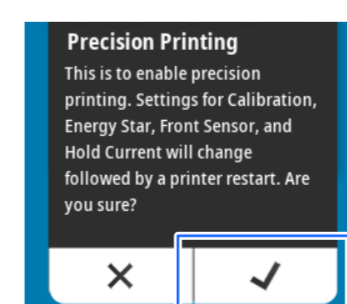 Precision Printing
This is to enable precision
printing. Settings for Calibration,
Energy Star, Front Sensor, and
Hold Current will change
followed by a printer restart. Are
you sure?